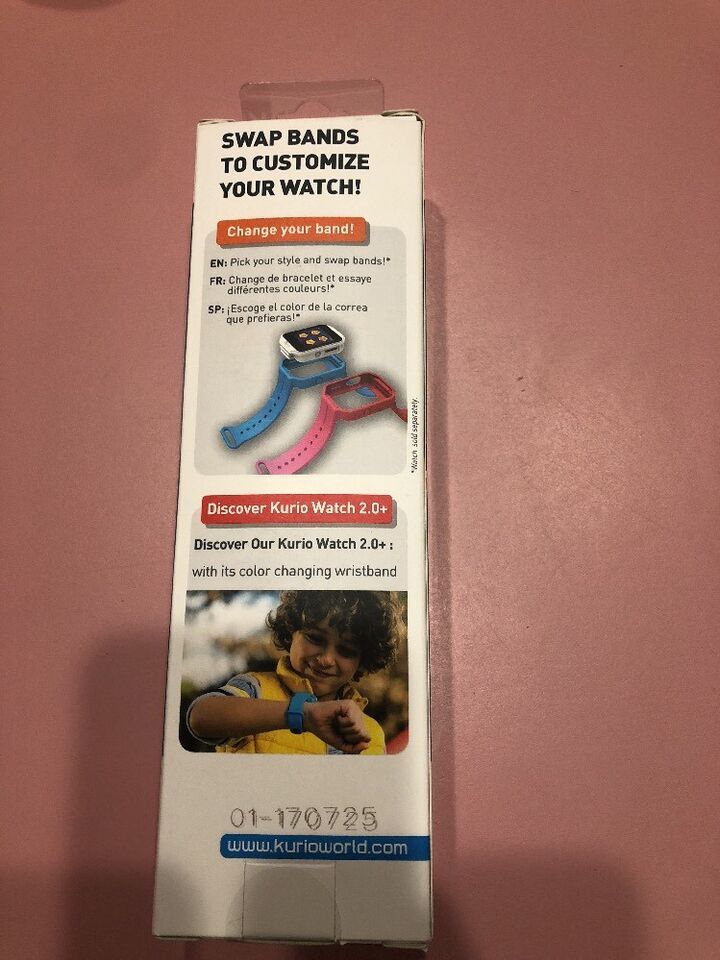 SWAP BANDS
TO CUSTOMIZE
YOUR WATCH!
Change your band!
EN: Pick your style and swap bands!*
FR: Change de bracelet et essaye
différentes couleurs!*
SP: ¡Escoge el color de la correa
que prefieras!*
*Watch sold separately.
Discover Kurio Watch 2.0+
Discover Our Kurio Watch 2.0+ :
with its color changing wristband
01-170725
www.kurioworld.com